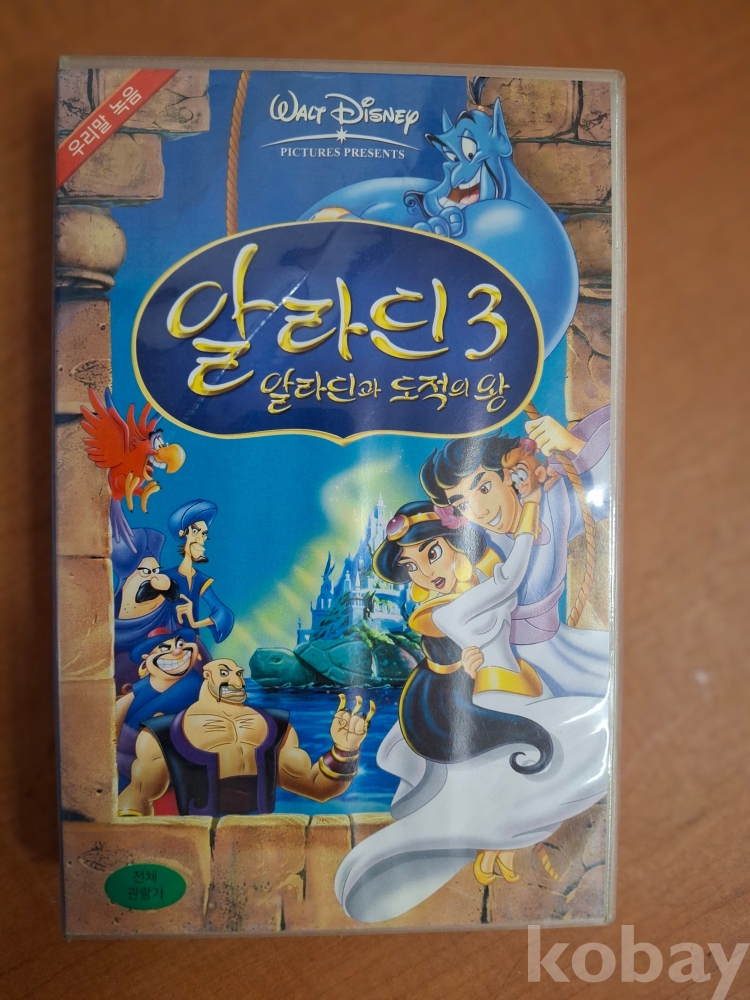 우리말 녹음
WALT DISNEY
PICTURES PRESENTS
알라딘 3
알라딘과 도적의 왕
전체
관람가
kobay